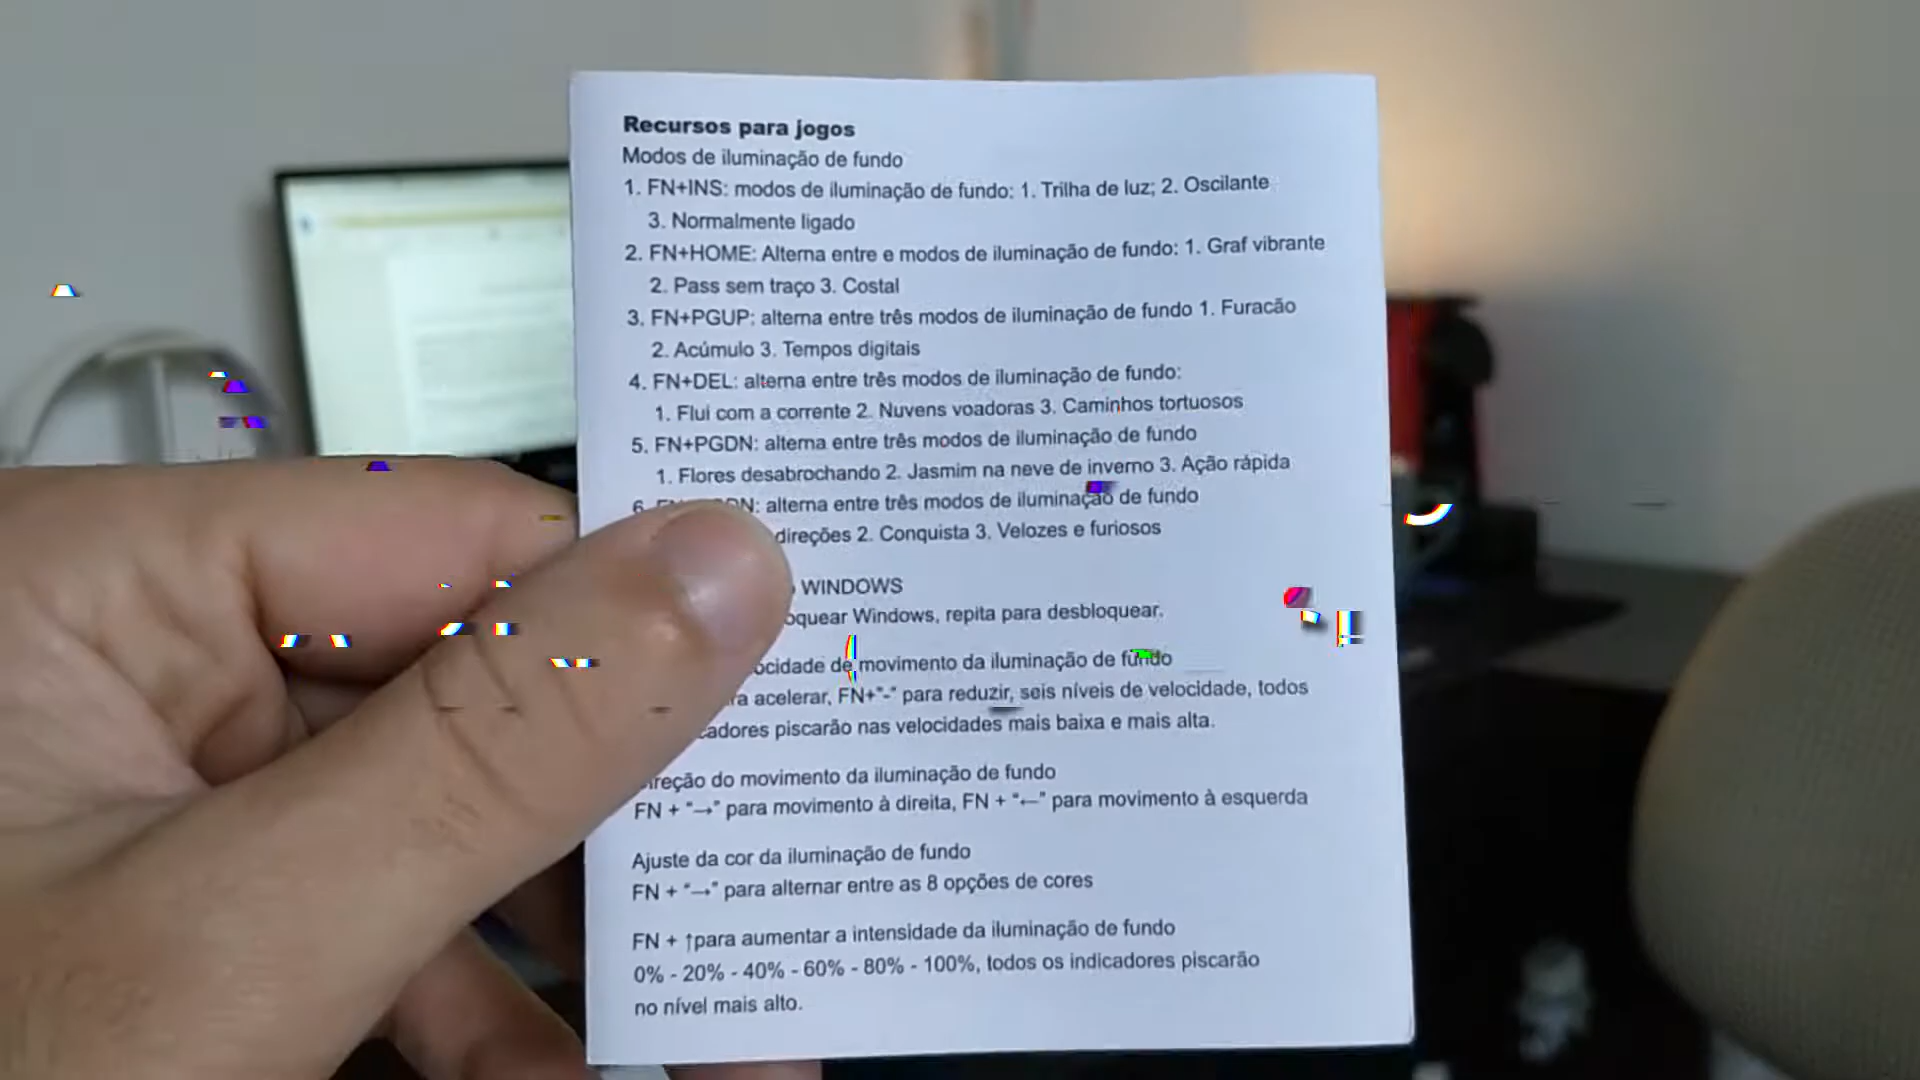 Recursos para jogos
Modos de iluminação de fundo
1. FN+INS: modos de iluminação de fundo: 1. Trilha de luz; 2. Oscilante
3. Normalmente ligado
2. FN+HOME: Alterna entre e modos de iluminação de fundo: 1. Graf vibrante
2. Pass sem traço 3. Costal
3. FN+PGUP: alterna entre três modos de iluminação de fundo 1. Furacão
2. Acúmulo 3. Tempos digitais
4. FN+DEL: alterna entre três modos de iluminação de fundo:
1. Flui com a corrente 2. Nuvens voadoras 3. Caminhos tortuosos
5. FN+PGDN: alterna entre três modos de iluminação de fundo
1. Flores desabrochando 2. Jasmim na neve de inverno 3. Ação rápida
6. alterna entre três modos de iluminação de fundo
direções 2. Conquista 3. Velozes e furiosos
WINDOWS
Windows, repita para desbloquear.
de movimento da iluminação de fundo
acelerar, FN+"-" para reduzir, seis níveis de velocidade, todos
piscarão nas velocidades mais baixa e mais alta.
do movimento da iluminação de fundo
FN + "→" para movimento à direita, FN + "←" para movimento à esquerda
Ajuste da cor da iluminação de fundo
FN + "→" para alternar entre as 8 opções de cores
FN + ↑para aumentar a intensidade da iluminação de fundo
0% - 20% - 40% - 60% - 80% - 100%, todos os indicadores piscarão
no nível mais alto.